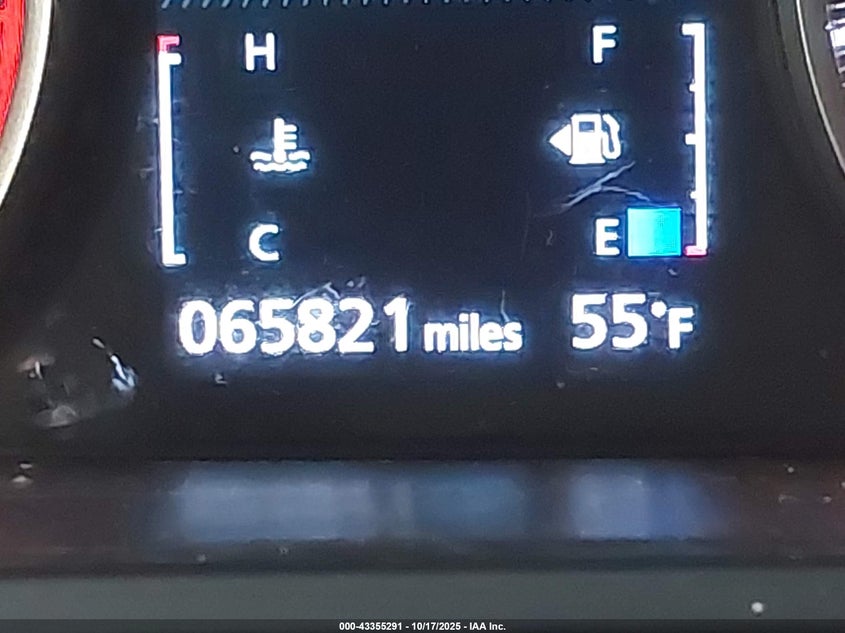 H F
C E
065821 miles 55°F
000-43355291 - 10/17/2025 - IAA Inc.